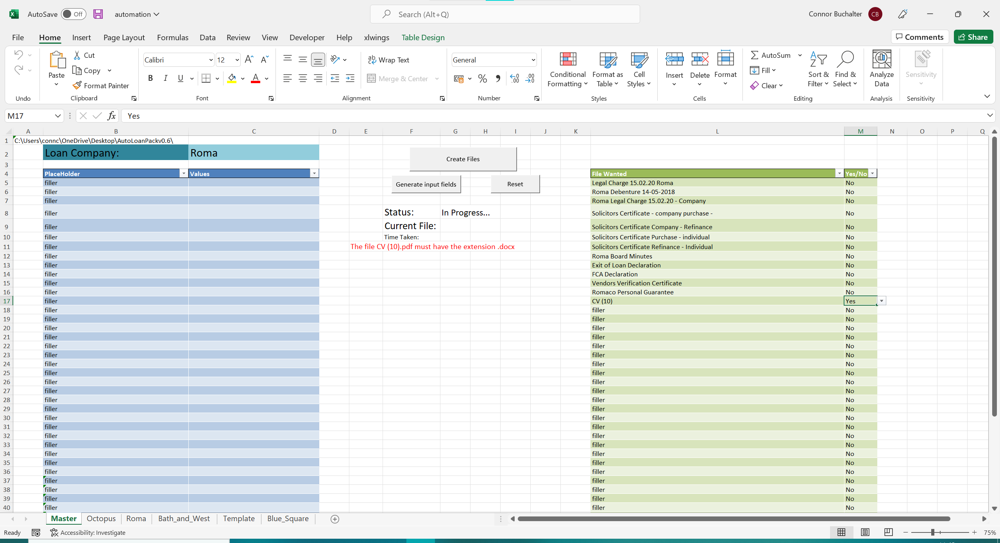 AutoSave Off automation Search (Alt+Q) Connor Buchalter CB
File Home Insert Page Layout Formulas Data Review View Developer Help xlwings Table Design Comments Share
Cut
Copy
Format Painter
Paste
Calibri 12
B I U
Wrap Text
Merge & Center
General
Conditional Formatting
Format as Table
Cell Styles
Insert Delete Format
AutoSum
Fill
Clear
Sort & Filter
Find & Select
Analyze Data
Sensitivity
Undo Clipboard Font Alignment Number Styles Cells Editing Analysis Sensitivity
M17 fx Yes
A B C D E F G H I J K L M N O P Q
1 C:\Users\connc\OneDrive\Desktop\AutoLoanPackv0.6\
2 Loan Company: Roma Create Files
3
4 PlaceHolder Values File Wanted Yes/No
Generate input fields Reset
5 filler Legal Charge 15.02.20 Roma No
6 filler Roma Debenture 14-05-2018 No
7 filler Roma Legal Charge 15.02.20 - Company No
8 filler Status: In Progress... Solicitors Certificate - company purchase - No
9 filler Current File: Solicitors Certificate Company - Refinance No
10 filler Time Taken: Solicitors Certificate Purchase - individual No
11 filler The file CV (10).pdf must have the extension .docx Solicitors Certificate Refinance - Individual No
12 filler Roma Board Minutes No
13 filler Exit of Loan Declaration No
14 filler FCA Declaration No
15 filler Vendors Verification Certificate No
16 filler Romaco Personal Guarantee No
17 filler CV (10) Yes
18 filler filler No
19 filler filler No
20 filler filler No
21 filler filler No
22 filler filler No
23 filler filler No
24 filler filler No
25 filler filler No
26 filler filler No
27 filler filler No
28 filler filler No
29 filler filler No
30 filler filler No
31 filler filler No
32 filler filler No
33 filler filler No
34 filler filler No
35 filler filler No
36 filler filler No
37 filler filler No
38 filler filler No
39 filler filler No
40 filler filler No
Master Octopus Roma Bath_and_West Template Blue_Square
Ready Accessibility: Investigate 75%